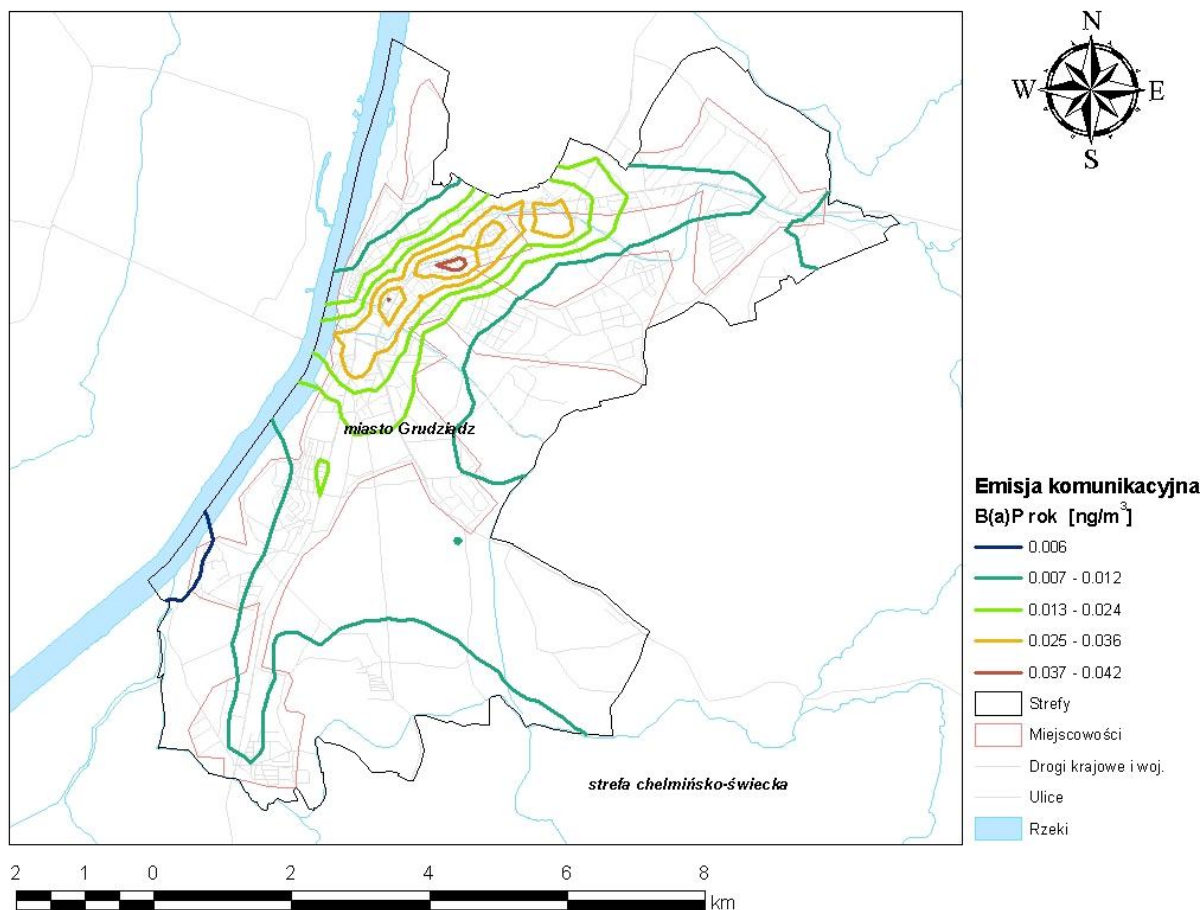 N
W E
S
miasto Grudziądz
strefa chełmińsko-świecka
Emisja komunikacyjna
B(a)P rok [ng/m³]
0.006
0.007 - 0.012
0.013 - 0.024
0.025 - 0.036
0.037 - 0.042
Strefy
Miejscowości
Drogi krajowe i woj.
Ulice
Rzeki
2 1 0 2 4 6 8
km